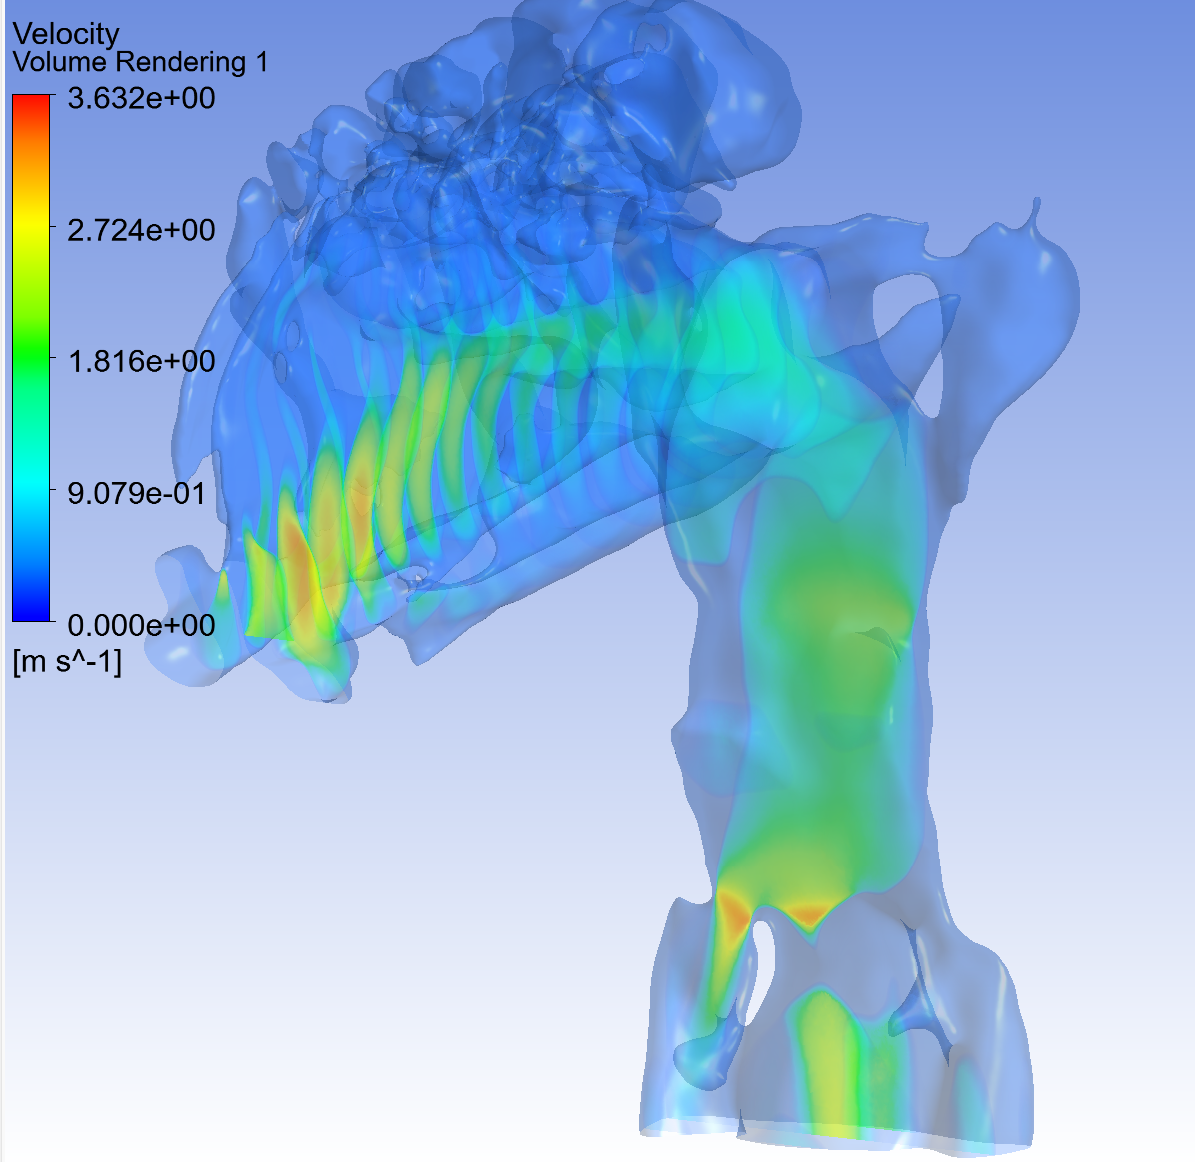 Velocity
Volume Rendering 1
3.632e+00
2.724e+00
1.816e+00
9.079e-01
0.000e+00
[m s^-1]